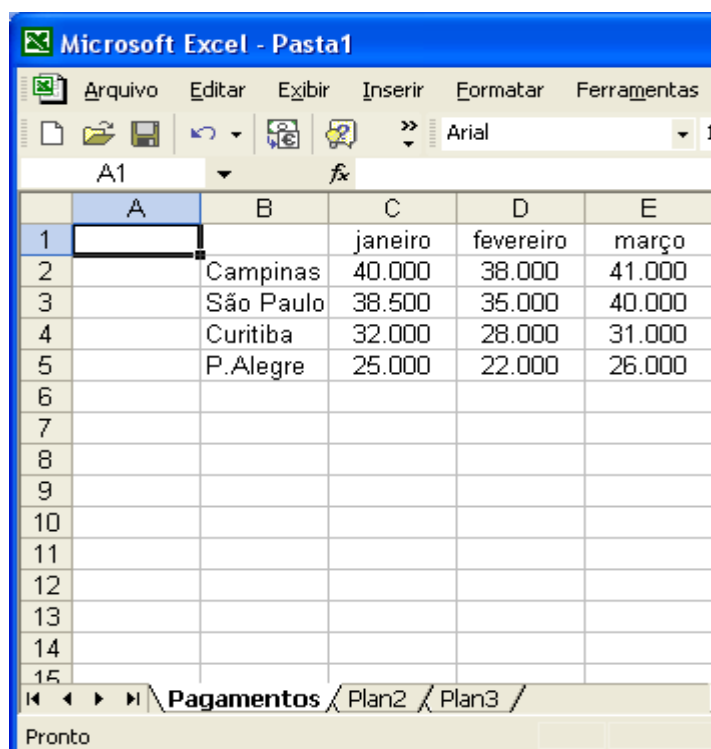 Microsoft Excel - Pasta1
Arquivo Editar Exibir Inserir Formatar Ferramentas
Arial
A1 fx
A B C D E
1 janeiro fevereiro março
2 Campinas 40.000 38.000 41.000
3 São Paulo 38.500 35.000 40.000
4 Curitiba 32.000 28.000 31.000
5 P.Alegre 25.000 22.000 26.000
6
7
8
9
10
11
12
13
14
15
Pagamentos Plan2 Plan3
Pronto